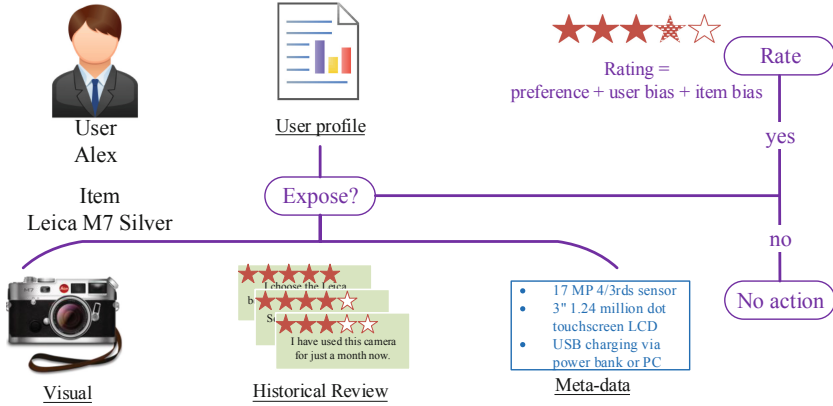 User
Alex
User profile
Rating =
preference + user bias + item bias
Rate
yes
Item
Leica M7 Silver
Expose?
no
No action
M7
I choose the Leica
I have used this camera
for just a month now.
17 MP 4/3rds sensor
3" 1.24 million dot
touchscreen LCD
USB charging via
power bank or PC
Visual
Historical Review
Meta-data